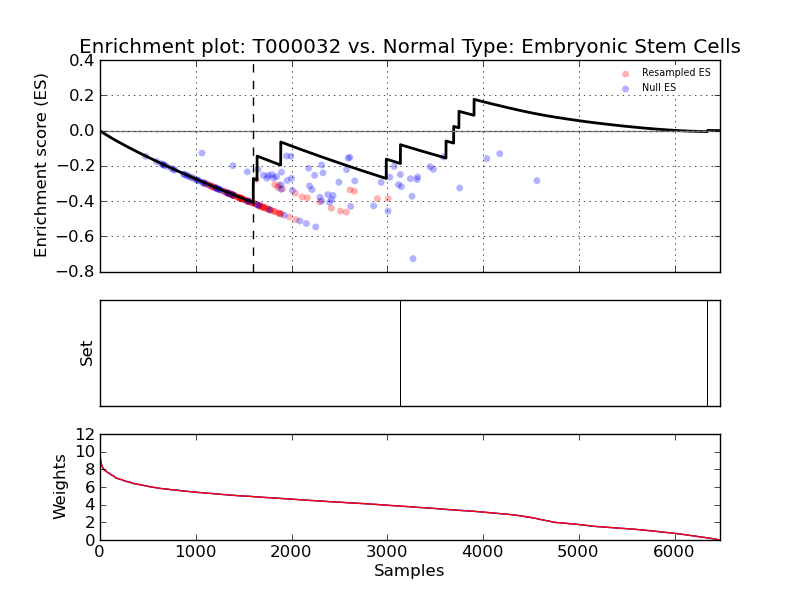 Enrichment plot: T000032 vs. Normal Type: Embryonic Stem Cells
Enrichment score (ES)
0.4
0.2
0.0
−0.2
−0.4
−0.6
−0.8
Resampled ES
Null ES
Set
Weights
12
10
8
6
4
2
0
0 1000 2000 3000 4000 5000 6000
Samples